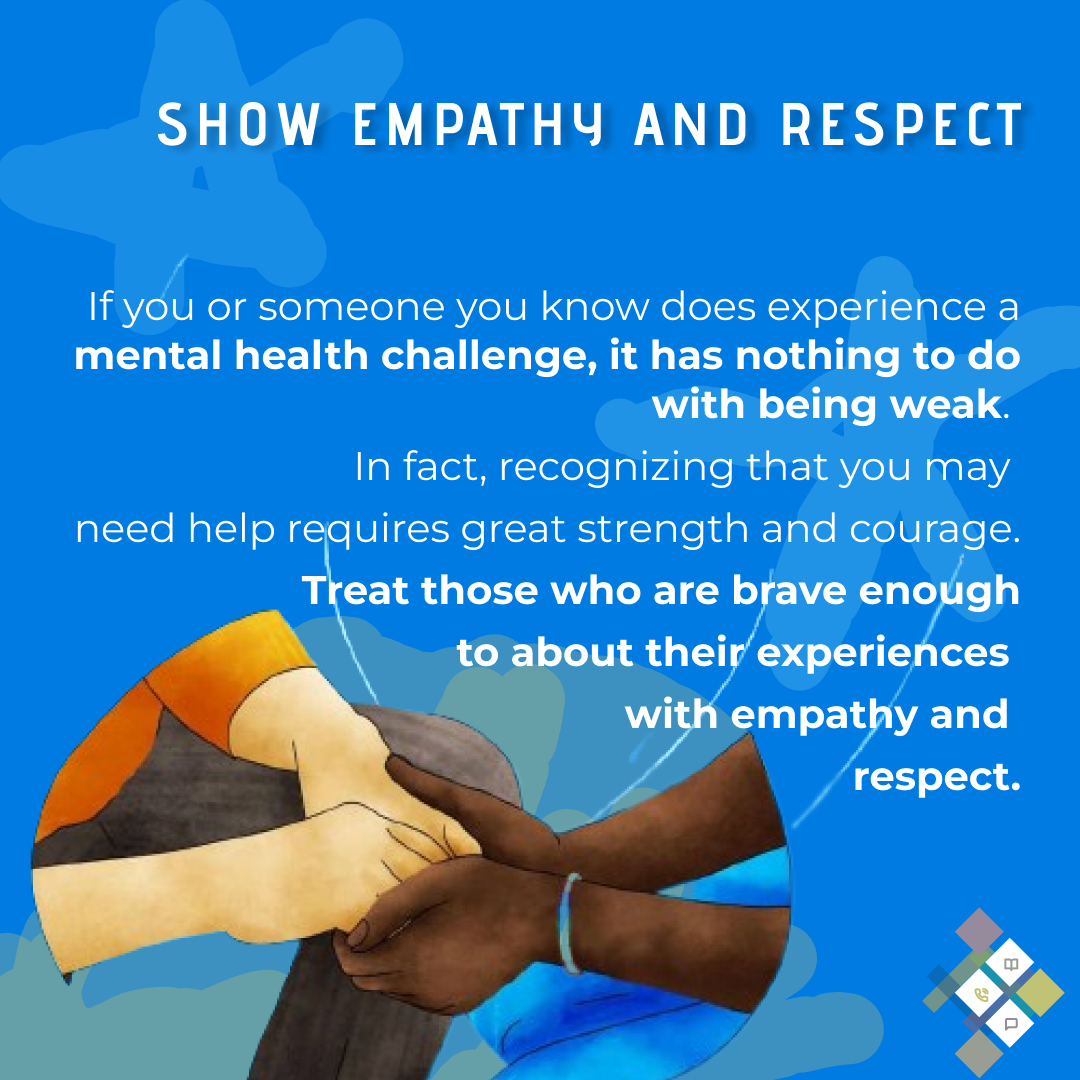 SHOW EMPATHY AND RESPECT
If you or someone you know does experience a
mental health challenge, it has nothing to do
with being weak.
In fact, recognizing that you may
need help requires great strength and courage.
Treat those who are brave enough
to about their experiences
with empathy and
respect.